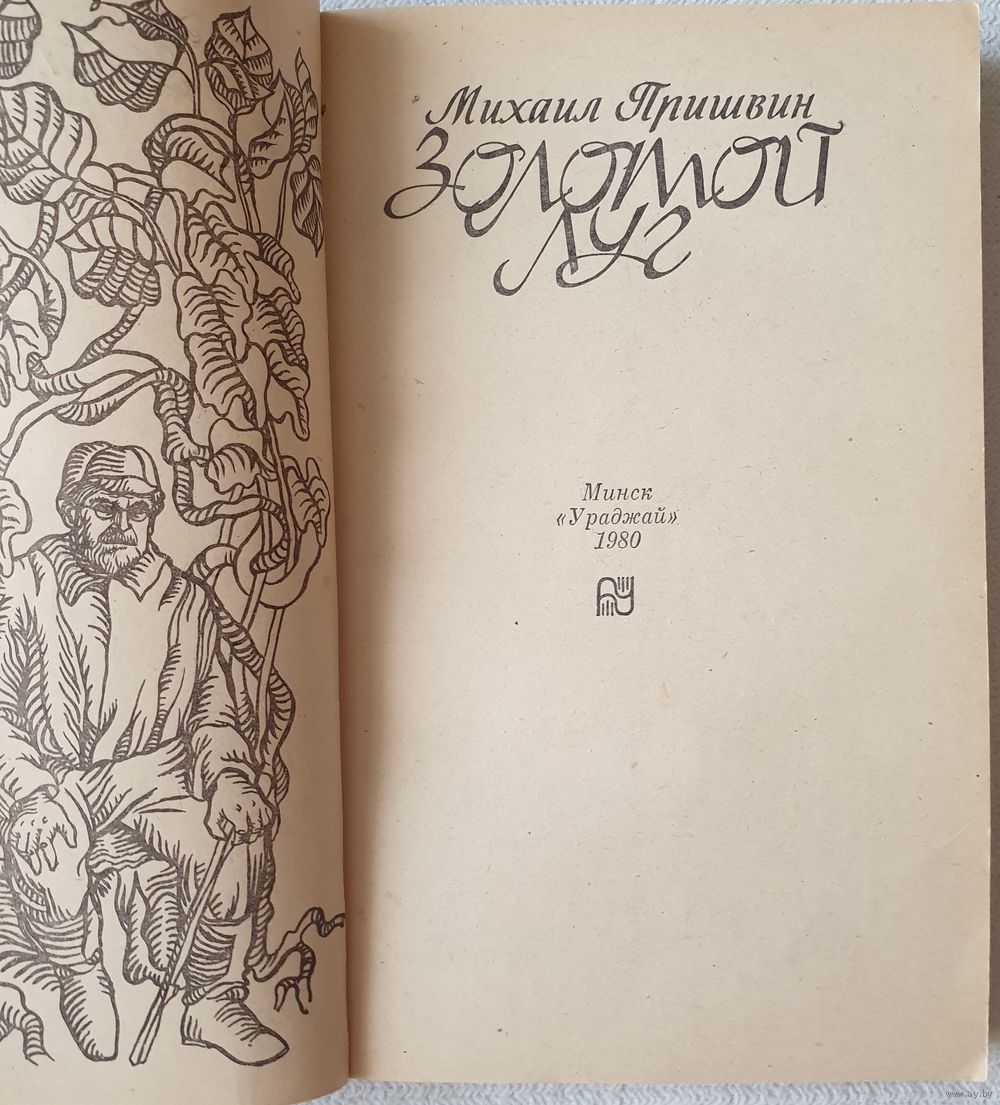 Михаил Пришвин
Золотой
луг
Минск
«Ураджай»
1980
www.ay.by